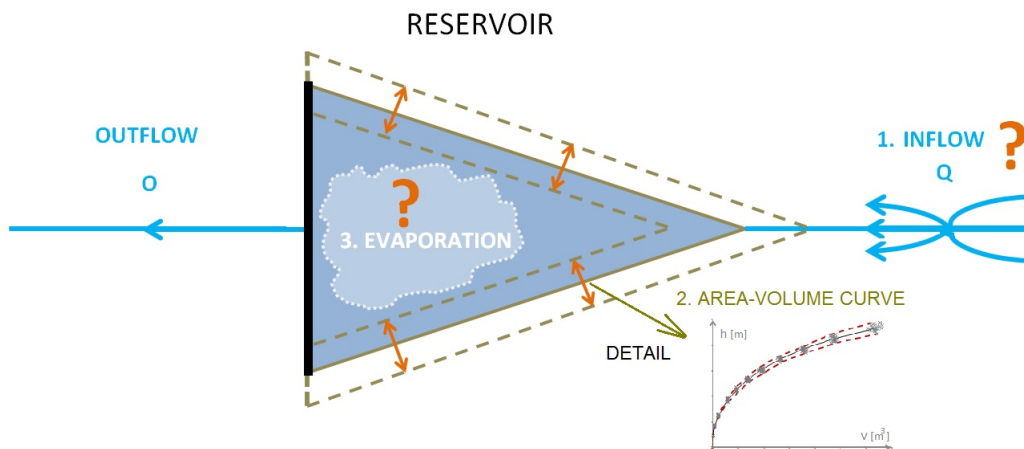 RESERVOIR
OUTFLOW
O
1. INFLOW ?
Q
?
3. EVAPORATION
2. AREA-VOLUME CURVE
DETAIL
h [m]
V [m³]